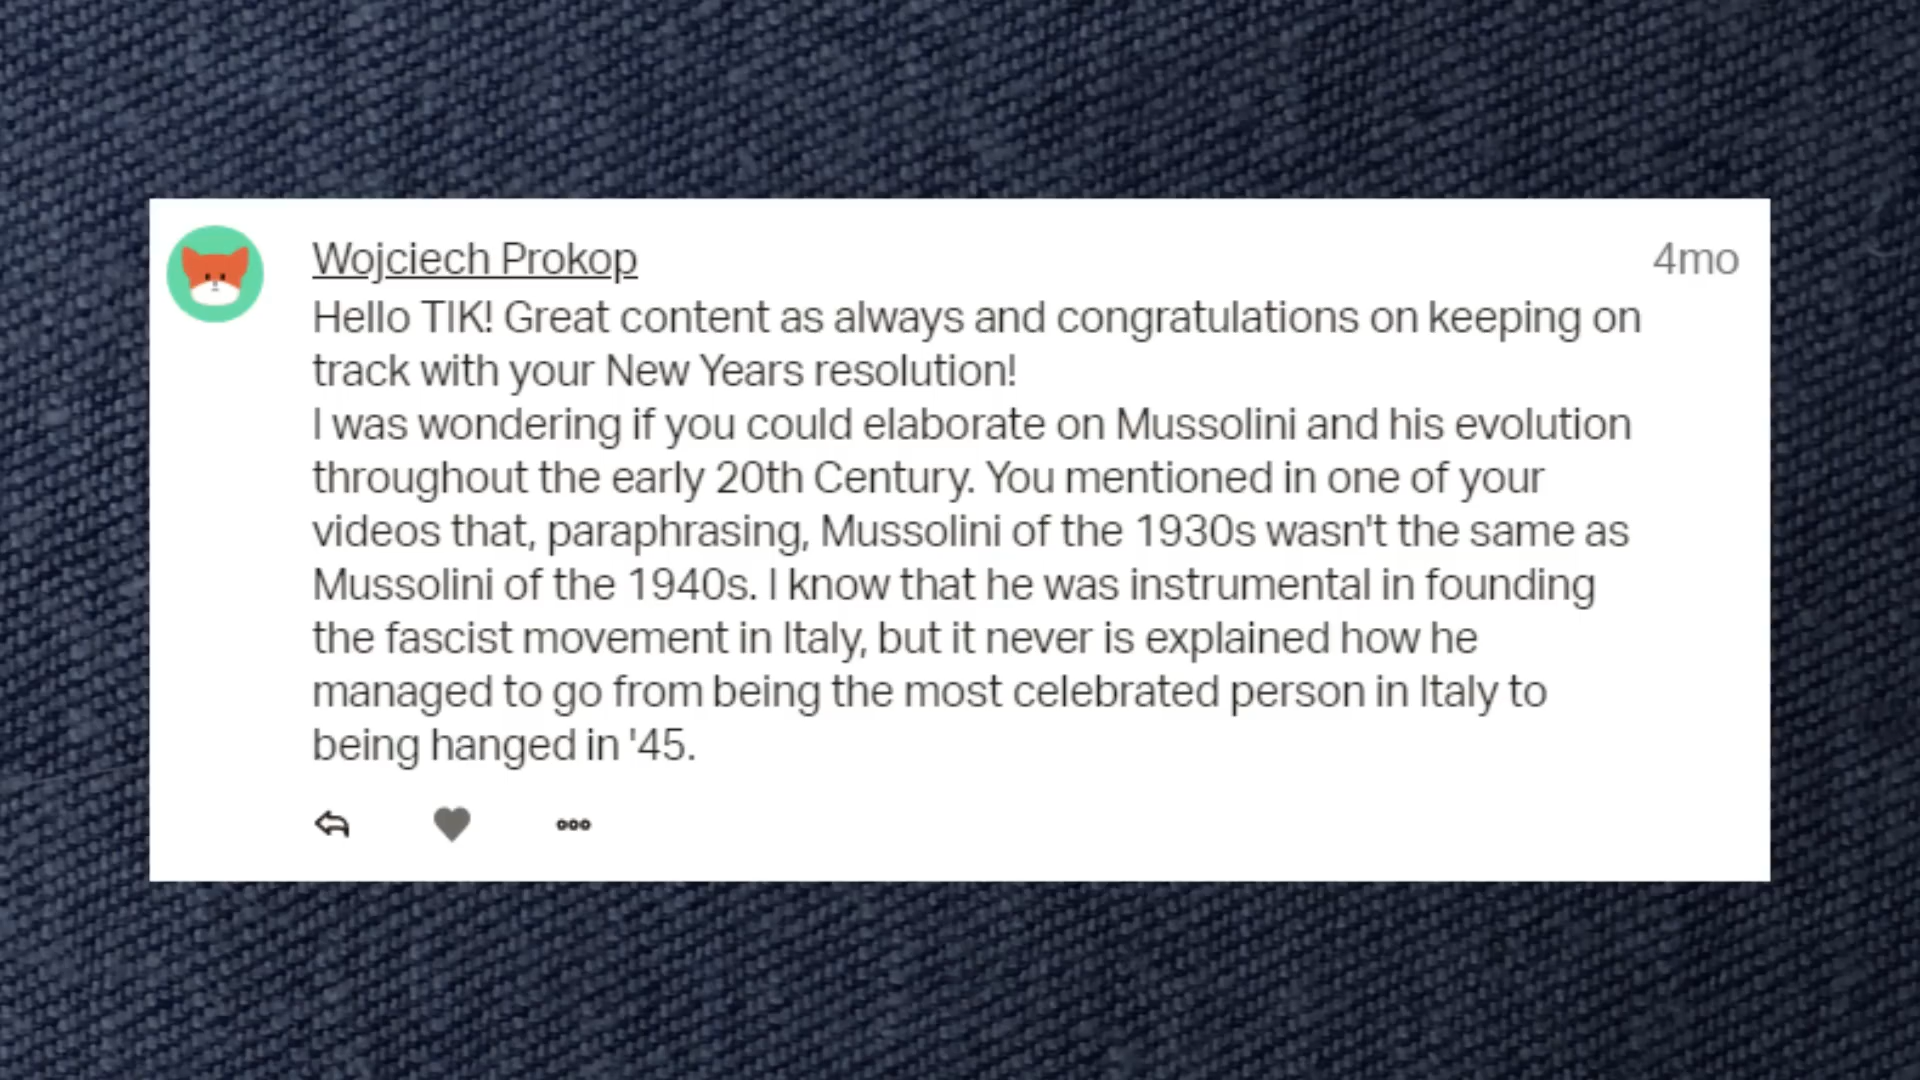 Wojciech Prokop
4mo
Hello TIK! Great content as always and congratulations on keeping on
track with your New Years resolution!
I was wondering if you could elaborate on Mussolini and his evolution
throughout the early 20th Century. You mentioned in one of your
videos that, paraphrasing, Mussolini of the 1930s wasn't the same as
Mussolini of the 1940s. I know that he was instrumental in founding
the fascist movement in Italy, but it never is explained how he
managed to go from being the most celebrated person in Italy to
being hanged in '45.